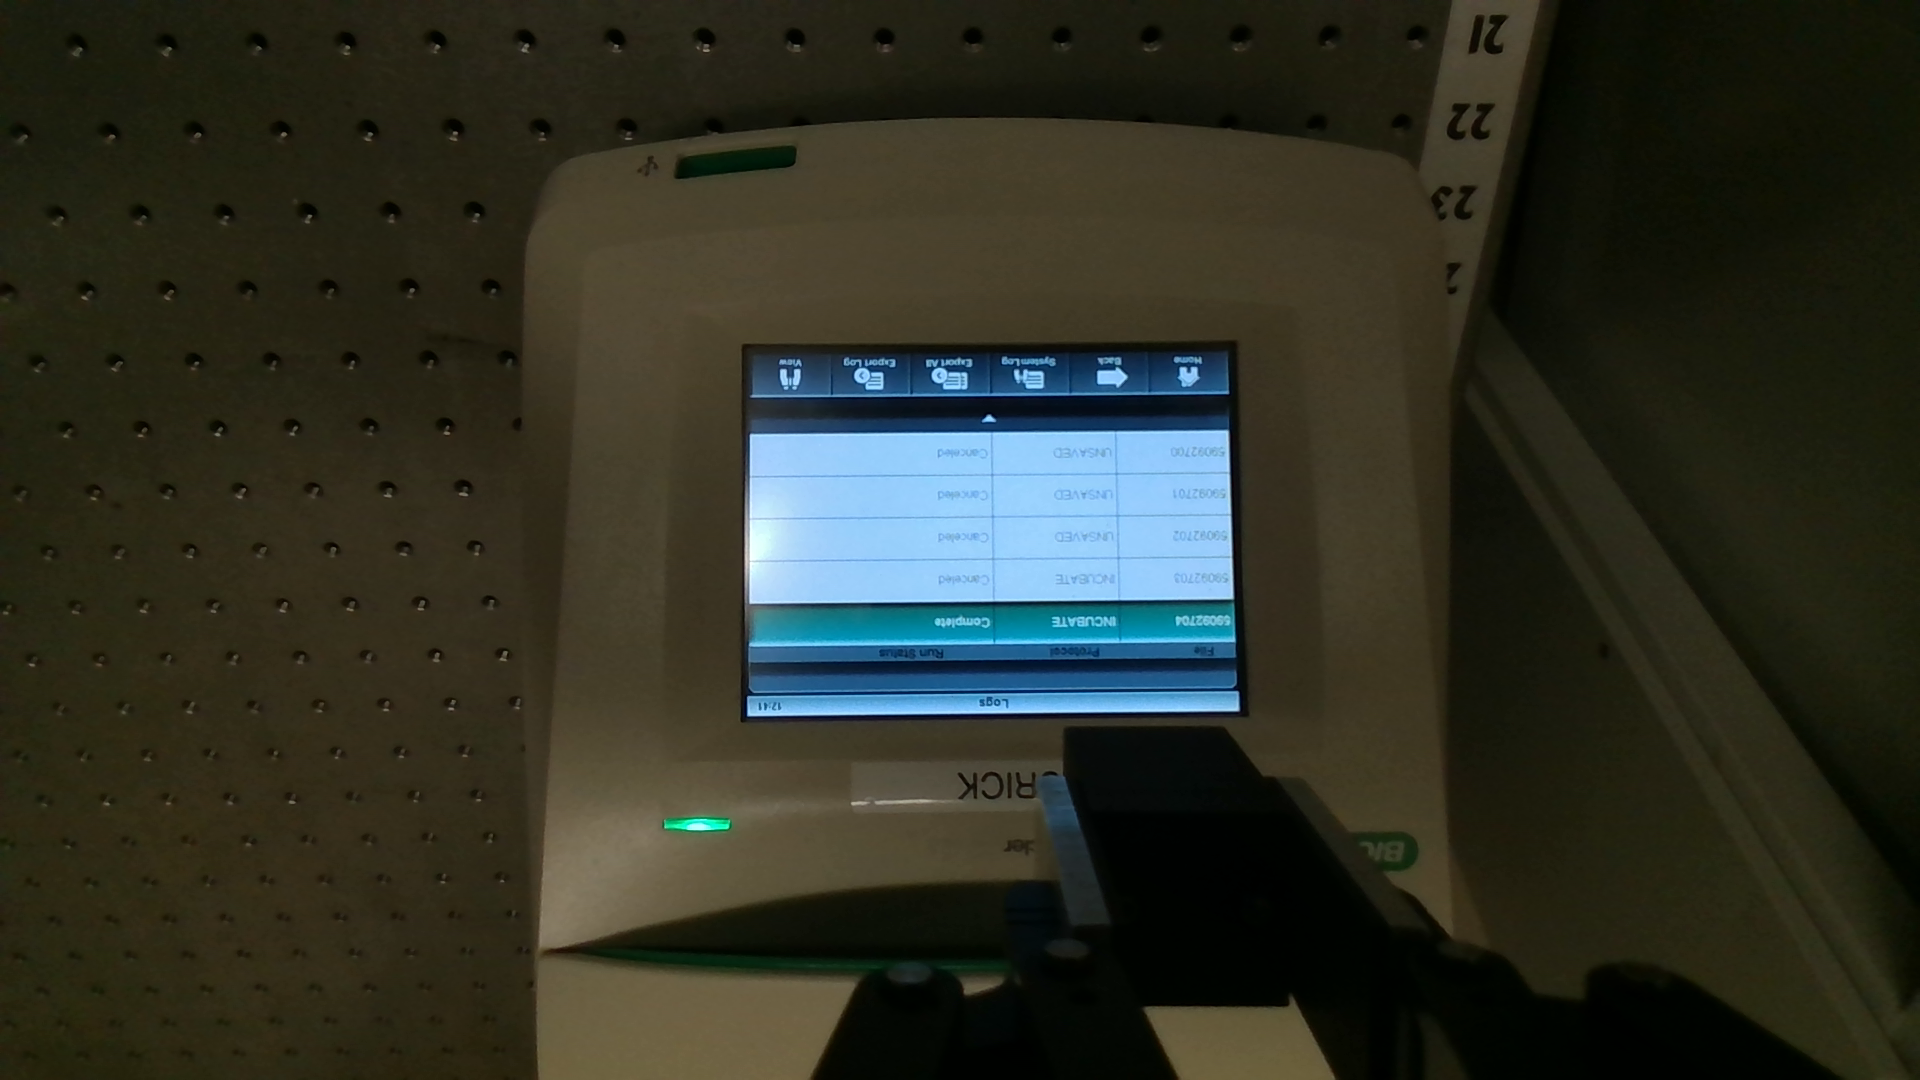 Logs 12:41
File Protocol Run Status
59092704 INCUBATE Complete
59092703 INCUBATE Canceled
59092702 UNSAVED Canceled
59092701 UNSAVED Canceled
59092700 UNSAVED Canceled
Home Back System Log Export All Export Log View
21
22
23